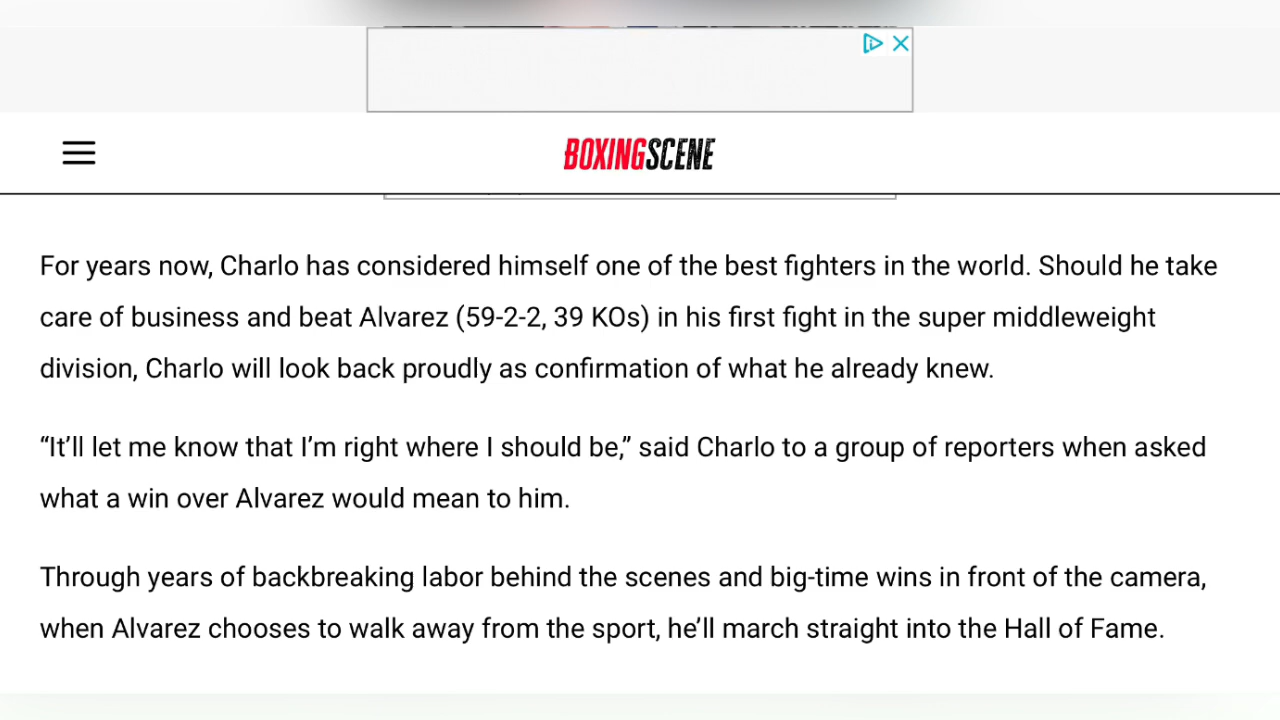 BOXINGSCENE
For years now, Charlo has considered himself one of the best fighters in the world. Should he take
care of business and beat Alvarez (59-2-2, 39 KOs) in his first fight in the super middleweight
division, Charlo will look back proudly as confirmation of what he already knew.
“It’ll let me know that I’m right where I should be,” said Charlo to a group of reporters when asked
what a win over Alvarez would mean to him.
Through years of backbreaking labor behind the scenes and big-time wins in front of the camera,
when Alvarez chooses to walk away from the sport, he’ll march straight into the Hall of Fame.